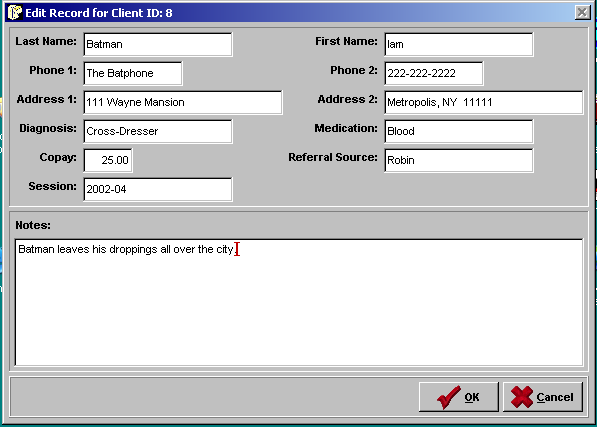 Edit Record for Client ID: 8
Last Name: Batman First Name: Iam
Phone 1: The Batphone Phone 2: 222-222-2222
Address 1: 111 Wayne Mansion Address 2: Metropolis, NY  11111
Diagnosis: Cross-Dresser Medication: Blood
Copay: 25.00 Referral Source: Robin
Session: 2002-04
Notes:
Batman leaves his droppings all over the city.
OK Cancel